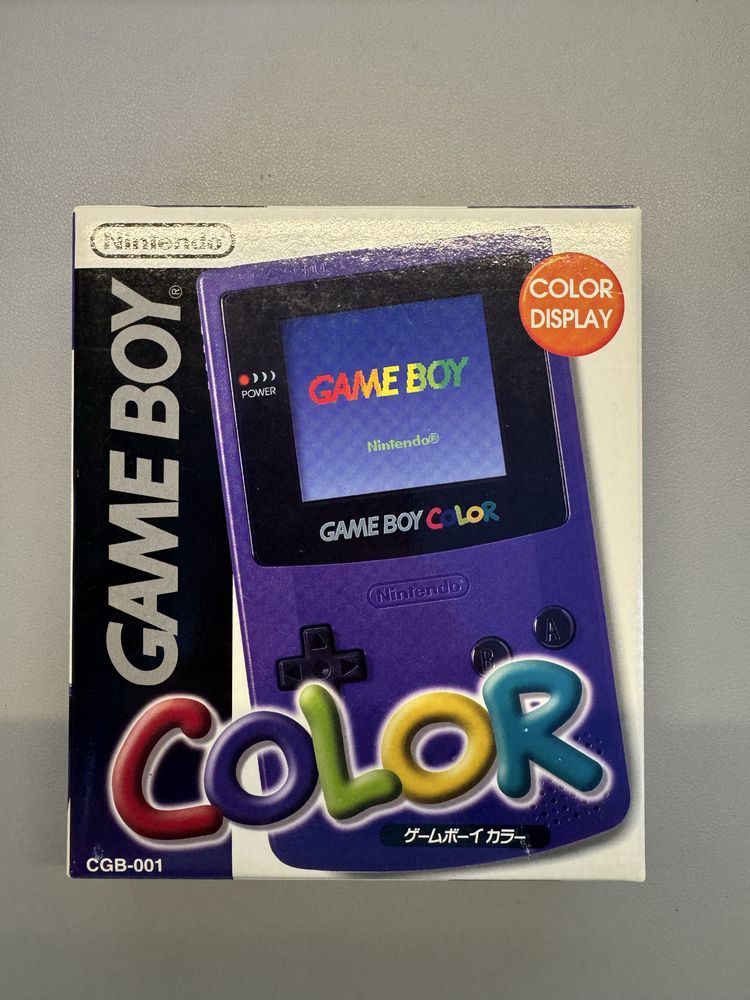 Nintendo®
GAME BOY®
COLOR
DISPLAY
POWER
GAME BOY
Nintendo®
GAME BOY COLOR
Nintendo
A
B
COLOR
ゲームボーイ カラー
CGB-001